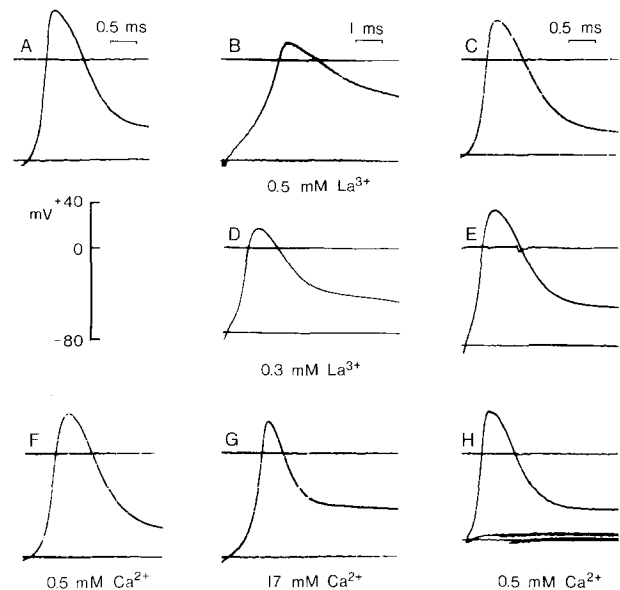 A 0.5 ms B 1 ms C 0.5 ms
0.5 mM La³⁺
mV +40
0
-80
D E
0.3 mM La³⁺
F G H
0.5 mM Ca²⁺ 17 mM Ca²⁺ 0.5 mM Ca²⁺